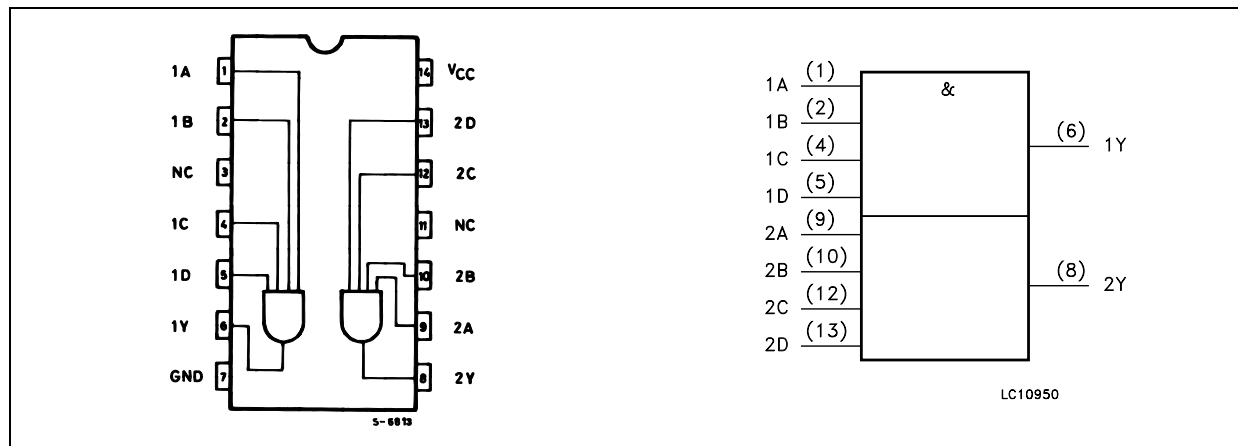 1A 1 14 VCC
1B 2 13 2D
NC 3 12 2C
1C 4 11 NC
1D 5 10 2B
1Y 6 9 2A
GND 7 8 2Y
S-6813
&
1A (1)
1B (2)
1C (4)
1D (5)
2A (9)
2B (10)
2C (12)
2D (13)
(6) 1Y
(8) 2Y
LC10950